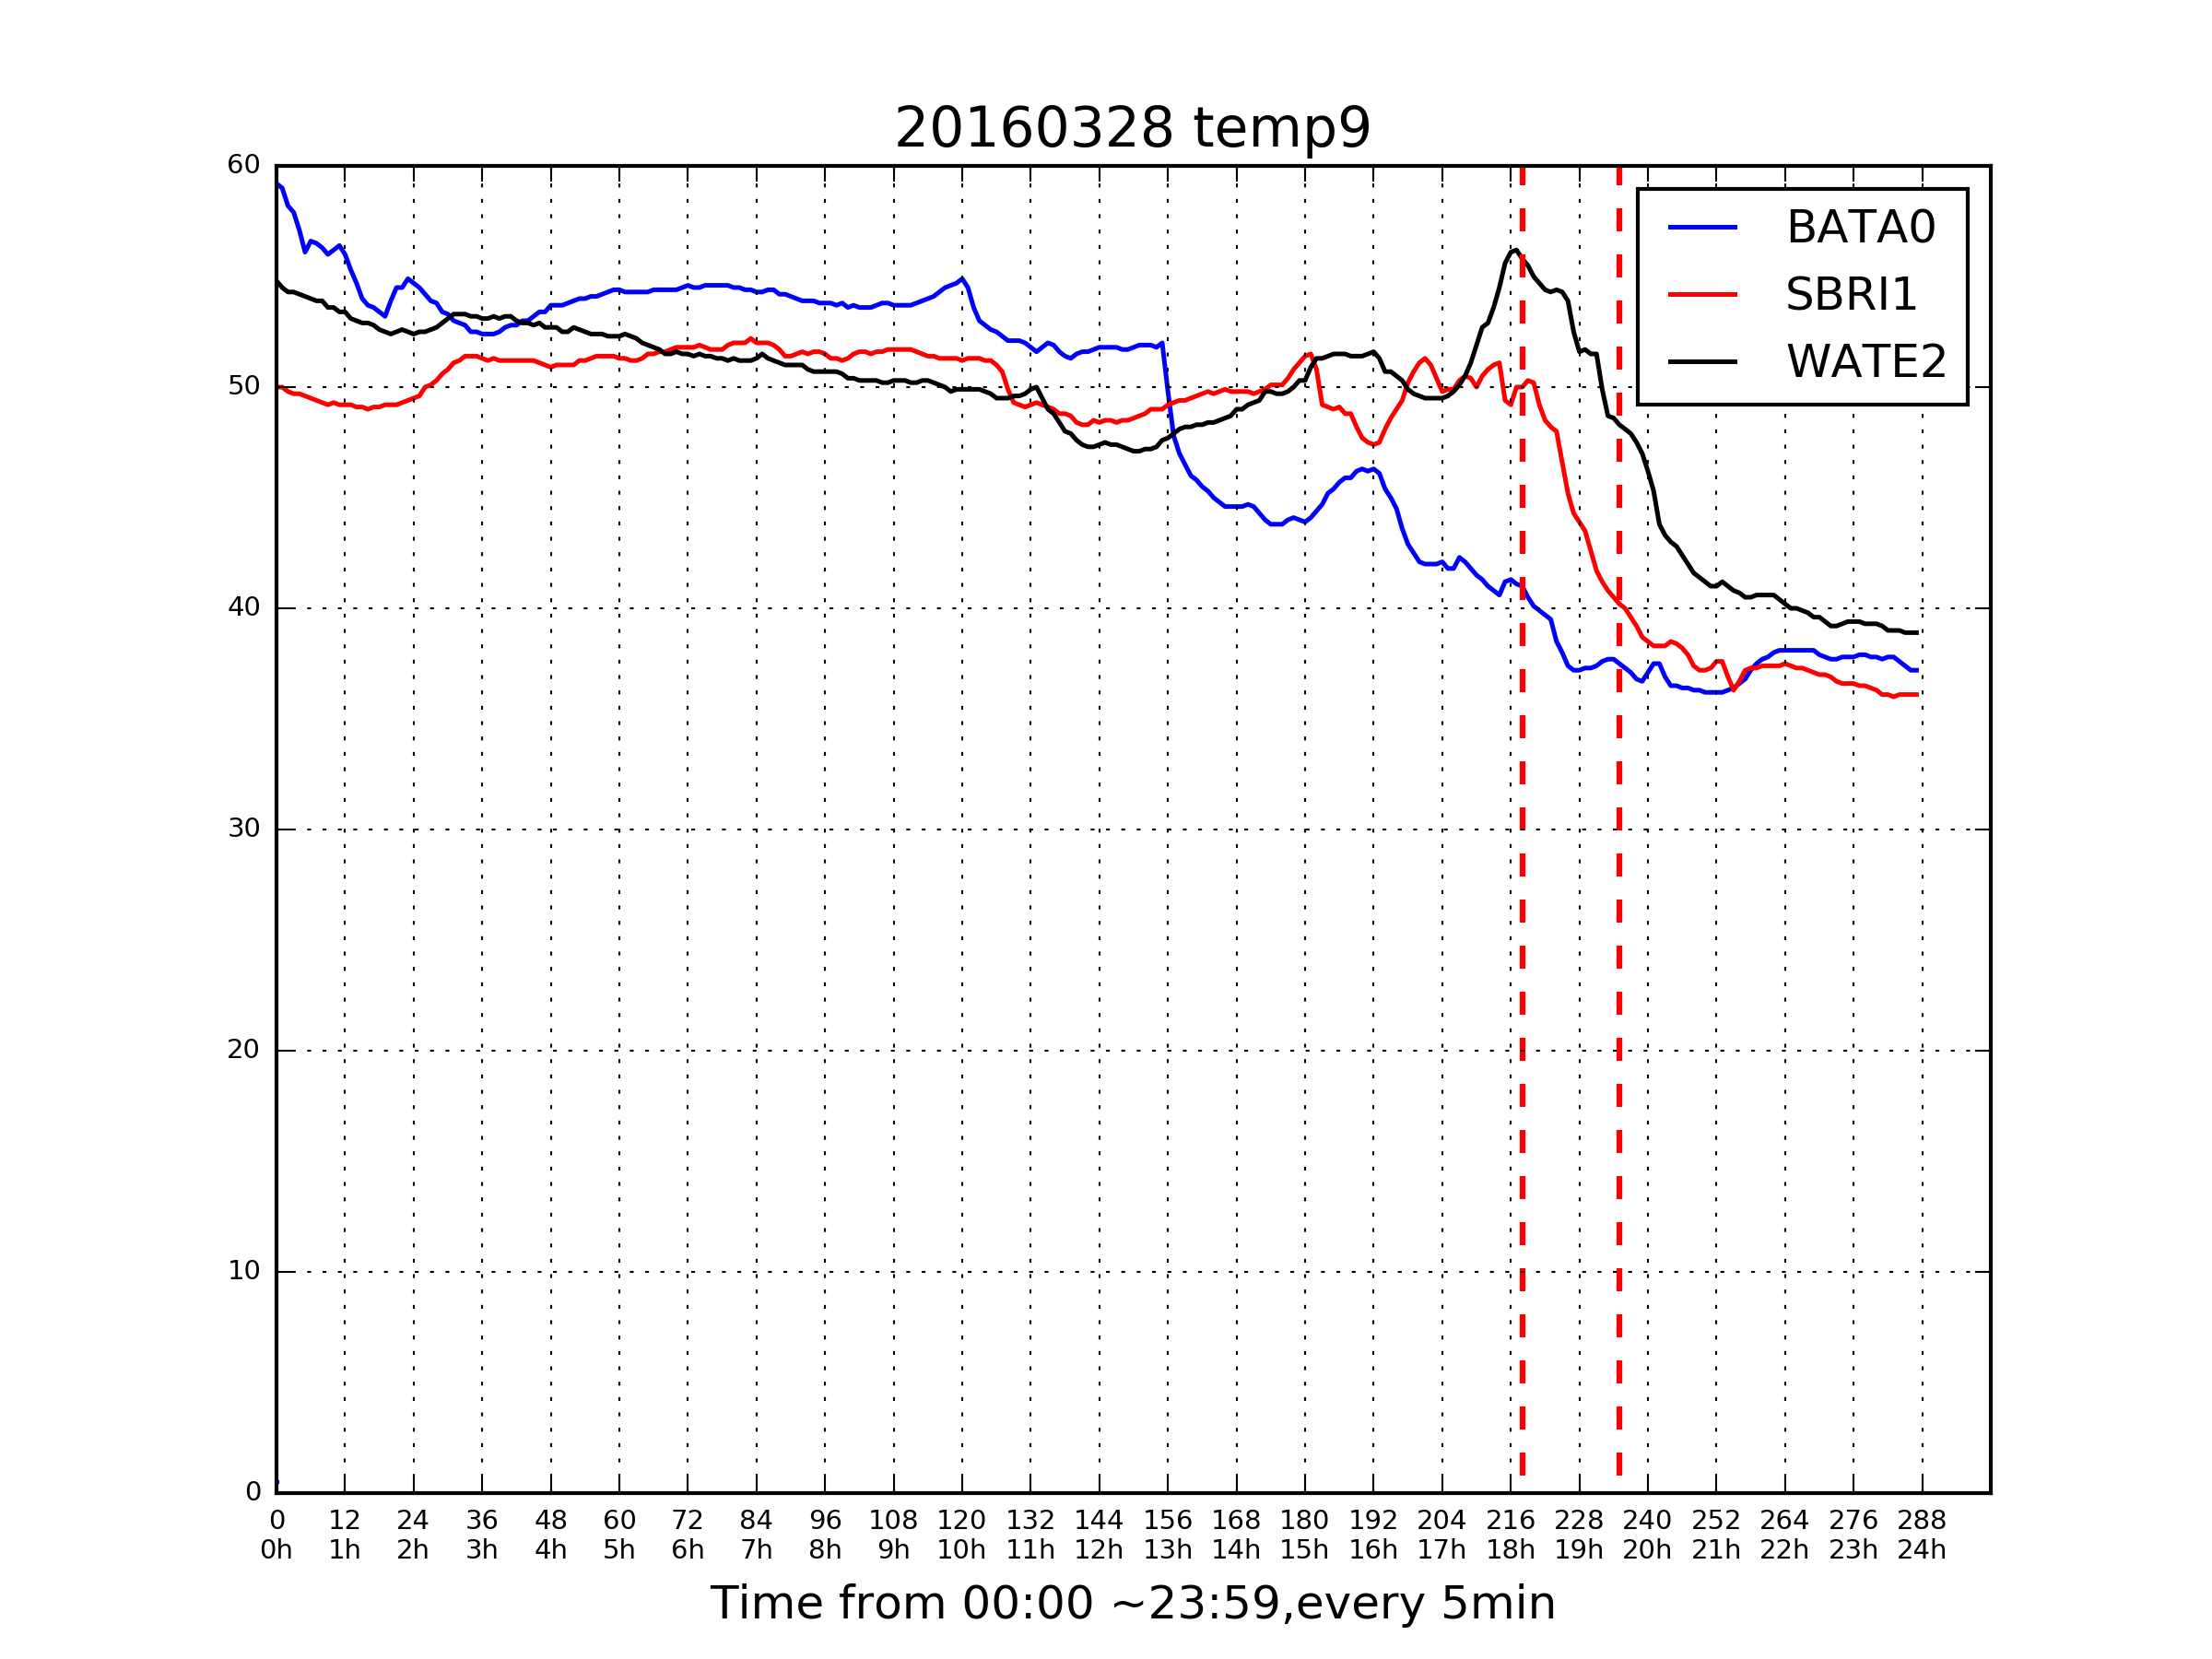 20160328 temp9
60
50
40
30
20
10
0
BATA0
SBRI1
WATE2
0 12 24 36 48 60 72 84 96 108 120 132 144 156 168 180 192 204 216 228 240 252 264 276 288
0h 1h 2h 3h 4h 5h 6h 7h 8h 9h 10h 11h 12h 13h 14h 15h 16h 17h 18h 19h 20h 21h 22h 23h 24h
Time from 00:00 ~23:59,every 5min